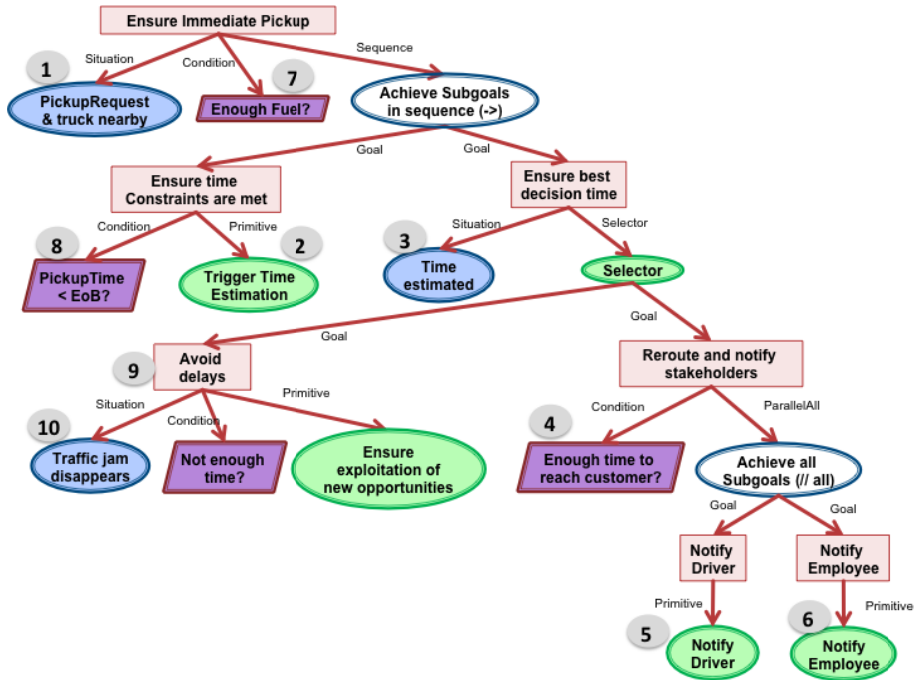 Ensure Immediate Pickup
Situation
Condition
Sequence
1
7
PickupRequest
& truck nearby
Enough Fuel?
Achieve Subgoals
in sequence (->)
Goal
Goal
Ensure time
Constraints are met
Ensure best
decision time
Condition
Primitive
Situation
Selector
8
2
3
PickupTime
< EoB?
Trigger Time
Estimation
Time
estimated
Selector
Goal
Goal
9
Avoid
delays
Reroute and notify
stakeholders
Situation
Condition
Primitive
Condition
ParallelAll
10
4
Traffic jam
disappears
Not enough
time?
Ensure
exploitation of
new opportunities
Enough time to
reach customer?
Achieve all
Subgoals (// all)
Goal
Goal
Notify
Driver
Notify
Employee
Primitive
Primitive
5
6
Notify
Driver
Notify
Employee